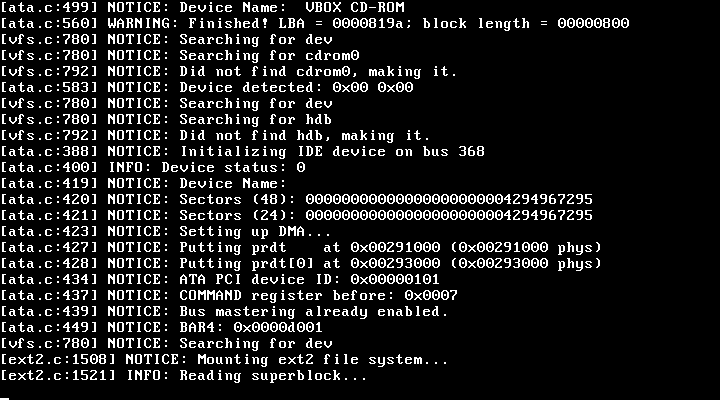 [ata.c:499] NOTICE: Device Name:  VBOX CD-ROM
[ata.c:560] WARNING: Finished! LBA = 0000819a; block length = 00000800
[vfs.c:780] NOTICE: Searching for dev
[vfs.c:780] NOTICE: Searching for cdrom0
[vfs.c:792] NOTICE: Did not find cdrom0, making it.
[ata.c:583] NOTICE: Device detected: 0x00 0x00
[vfs.c:780] NOTICE: Searching for dev
[vfs.c:780] NOTICE: Searching for hdb
[vfs.c:792] NOTICE: Did not find hdb, making it.
[ata.c:388] NOTICE: Initializing IDE device on bus 368
[ata.c:400] INFO: Device status: 0
[ata.c:419] NOTICE: Device Name:
[ata.c:420] NOTICE: Sectors (48): 00000000000000000000004294967295
[ata.c:421] NOTICE: Sectors (24): 00000000000000000000004294967295
[ata.c:423] NOTICE: Setting up DMA...
[ata.c:427] NOTICE: Putting prdt    at 0x00291000 (0x00291000 phys)
[ata.c:428] NOTICE: Putting prdt[0] at 0x00293000 (0x00293000 phys)
[ata.c:434] NOTICE: ATA PCI device ID: 0x00000101
[ata.c:437] NOTICE: COMMAND register before: 0x0007
[ata.c:439] NOTICE: Bus mastering already enabled.
[ata.c:449] NOTICE: BAR4: 0x0000d001
[vfs.c:780] NOTICE: Searching for dev
[ext2.c:1508] NOTICE: Mounting ext2 file system...
[ext2.c:1521] INFO: Reading superblock...